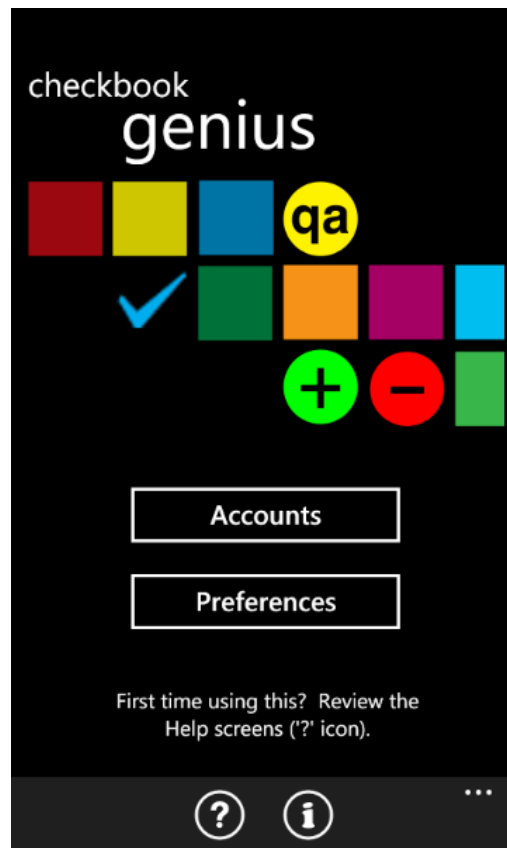 checkbook
genius
qa
+ −
Accounts
Preferences
First time using this?  Review the
Help screens ('?' icon).
...
? i